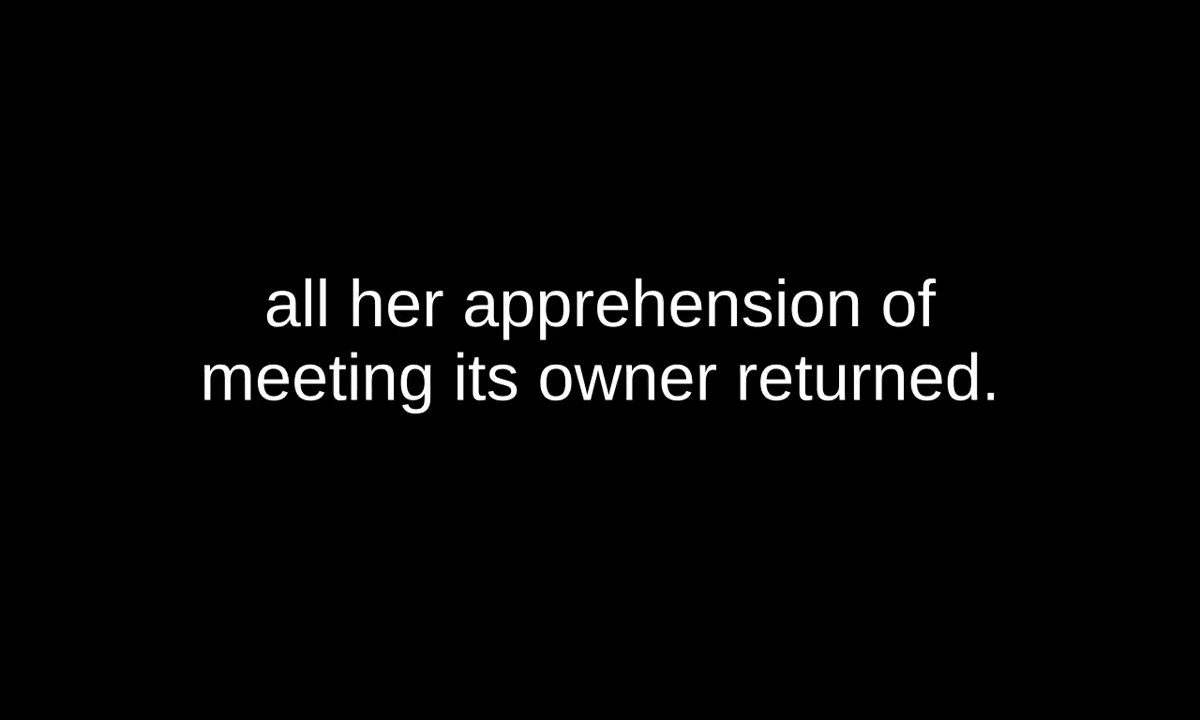 all her apprehension of
meeting its owner returned.